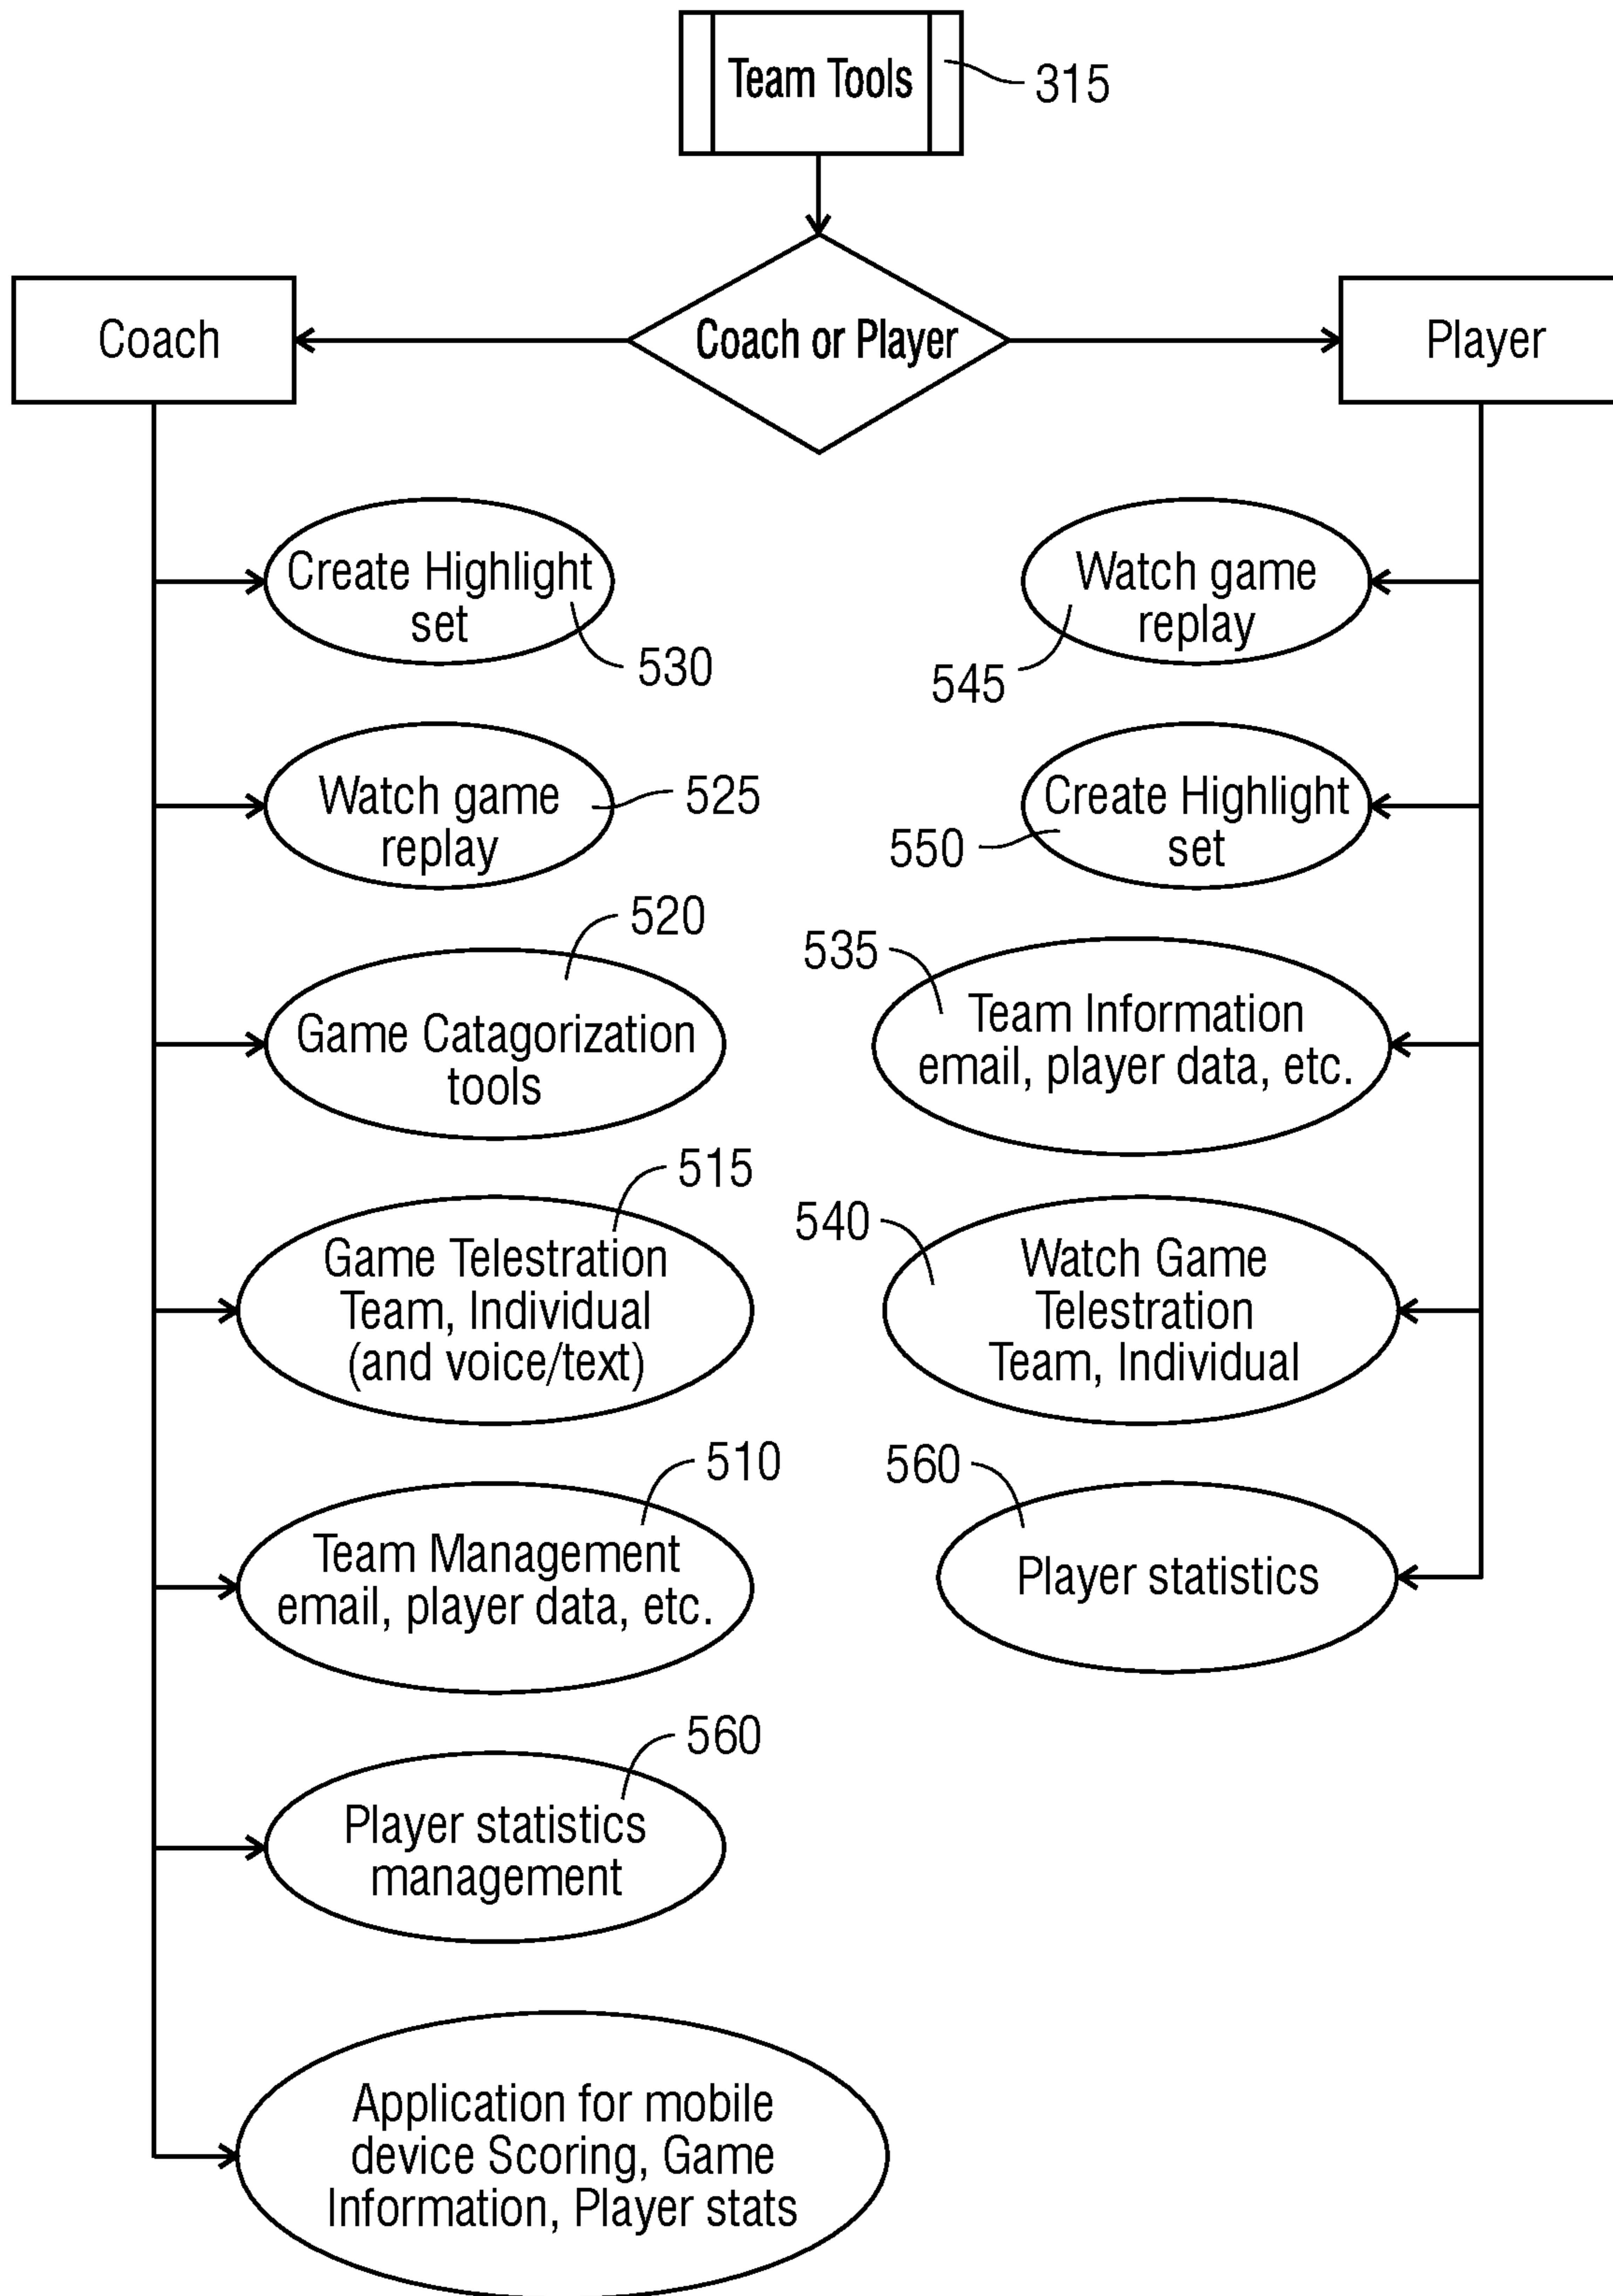 Team Tools
315
Coach
Coach or Player
Player
Create Highlight
set
530
Watch game
replay
545
Watch game
replay
525
Create Highlight
set
550
520
Game Catagorization
tools
535
Team Information
email, player data, etc.
515
Game Telestration
Team, Individual
(and voice/text)
540
Watch Game
Telestration
Team, Individual
510
Team Management
email, player data, etc.
560
Player statistics
560
Player statistics
management
Application for mobile
device Scoring, Game
Information, Player stats